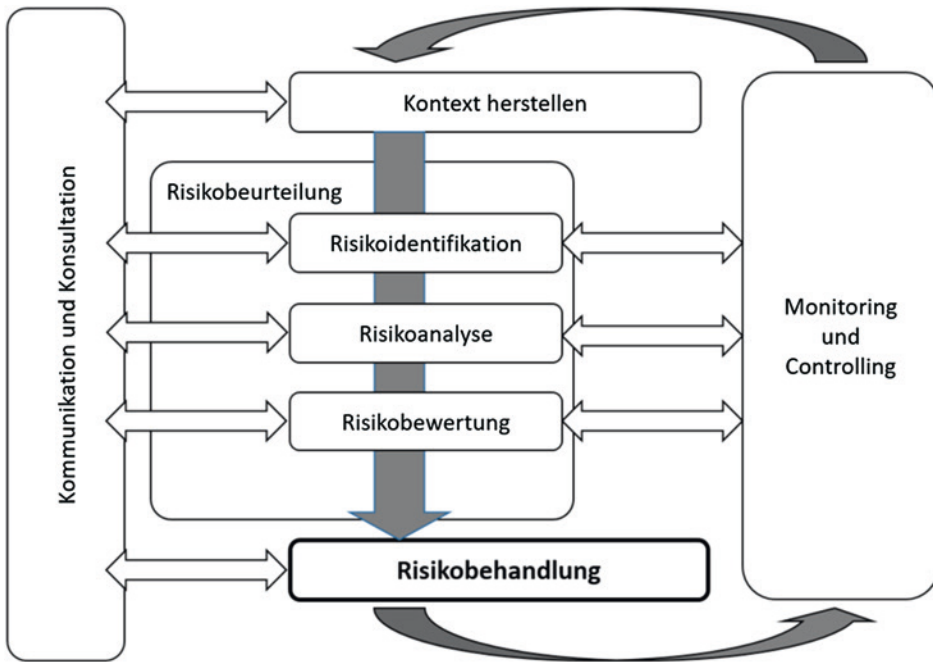 Kommunikation und Konsultation
Kontext herstellen
Risikobeurteilung
Risikoidentifikation
Risikoanalyse
Risikobewertung
Risikobehandlung
Monitoring
und
Controlling